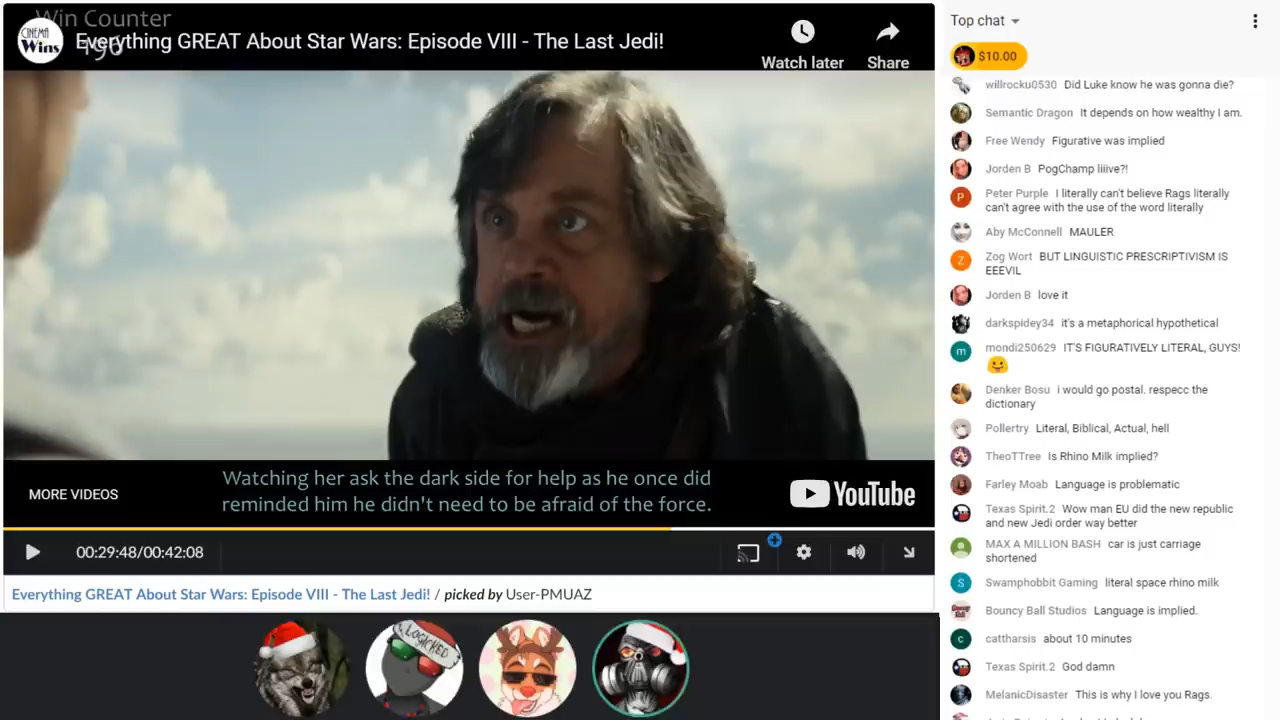 Win Counter
196
CINEMA
Wins
Everything GREAT About Star Wars: Episode VIII - The Last Jedi!
Watch later
Share
Watching her ask the dark side for help as he once did
reminded him he didn't need to be afraid of the force.
MORE VIDEOS
YouTube
00:29:48/00:42:08
Everything GREAT About Star Wars: Episode VIII - The Last Jedi! / picked by User-PMUAZ
LOGICKED
Top chat
$10.00
willrocku0530 Did Luke know he was gonna die?
Semantic Dragon It depends on how wealthy I am.
Free Wendy Figurative was implied
Jorden B PogChamp liiive?!
P
Peter Purple I literally can't believe Rags literally
can't agree with the use of the word literally
Aby McConnell MAULER
Z
Zog Wort BUT LINGUISTIC PRESCRIPTIVISM IS
EEEVIL
Jorden B love it
darkspidey34 it's a metaphorical hypothetical
m
mondi250629 IT'S FIGURATIVELY LITERAL, GUYS!
Denker Bosu i would go postal. respecc the
dictionary
Pollertry Literal, Biblical, Actual, hell
TheoTTree Is Rhino Milk implied?
Farley Moab Language is problematic
Texas Spirit.2 Wow man EU did the new republic
and new Jedi order way better
MAX A MILLION BASH car is just carriage
shortened
S
Swamphobbit Gaming literal space rhino milk
Bouncy Ball Studios Language is implied.
c
cattharsis about 10 minutes
Texas Spirit.2 God damn
MelanicDisaster This is why I love you Rags.